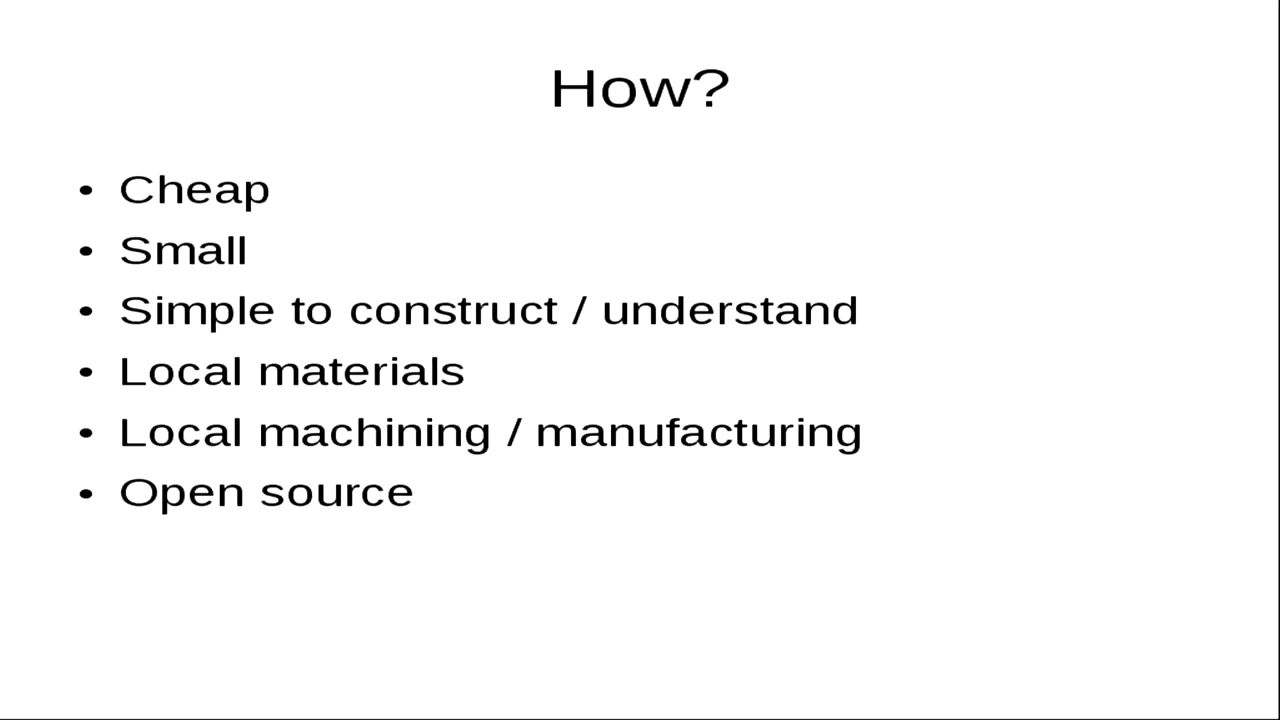 How?
• Cheap
• Small
• Simple to construct / understand
• Local materials
• Local machining / manufacturing
• Open source